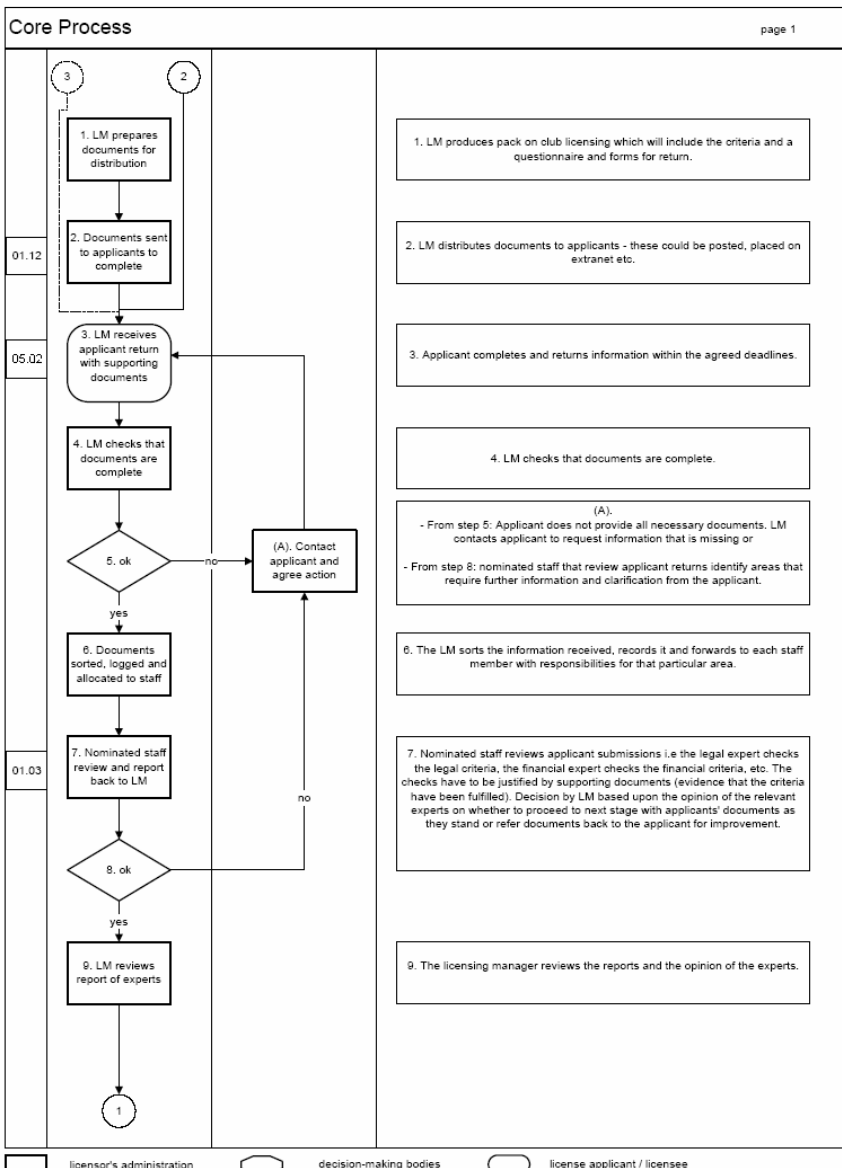 Core Process
page 1
3
2
1. LM prepares
documents for
distribution
1. LM produces pack on club licensing which will include the criteria and a
questionnaire and forms for return.
01.12
2. Documents sent
to applicants to
complete
2. LM distributes documents to applicants - these could be posted, placed on
extranet etc.
05.02
3. LM receives
applicant return
with supporting
documents
3. Applicant completes and returns information within the agreed deadlines.
4. LM checks that
documents are
complete
4. LM checks that documents are complete.
5. ok
no
(A). Contact
applicant and
agree action
(A).
- From step 5: Applicant does not provide all necessary documents. LM
contacts applicant to request information that is missing or
- From step 8: nominated staff that review applicant returns identify areas that
require further information and clarification from the applicant.
yes
6. Documents
sorted, logged and
allocated to staff
6. The LM sorts the information received, records it and forwards to each staff
member with responsibilities for that particular area.
01.03
7. Nominated staff
review and report
back to LM
no
7. Nominated staff reviews applicant submissions i.e the legal expert checks
the legal criteria, the financial expert checks the financial criteria, etc. The
checks have to be justified by supporting documents (evidence that the criteria
have been fulfilled). Decision by LM based upon the opinion of the relevant
experts on whether to proceed to next stage with applicants' documents as
they stand or refer documents back to the applicant for improvement.
8. ok
yes
9. LM reviews
report of experts
9. The licensing manager reviews the reports and the opinion of the experts.
1
licensor's administration
decision-making bodies
license applicant / licensee